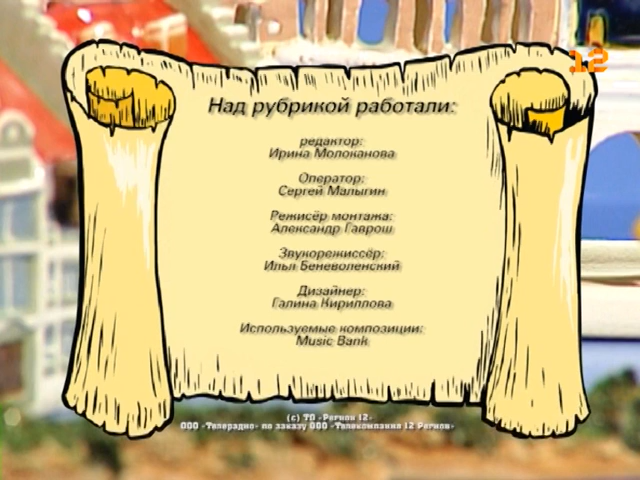 12
Над рубрикой работали:
редактор:
Ирина Молоканова
Оператор:
Сергей Малыгин
Режисёр монтажа:
Александр Гаврош
Звукорежиссёр:
Илья Беневоленский
Дизайнер:
Галина Кириллова
Используемые композиции:
Music Bank
(с) ТО «Регион 12»
ООО «Телерадио» по заказу ООО «Телекомпания 12 Регион»